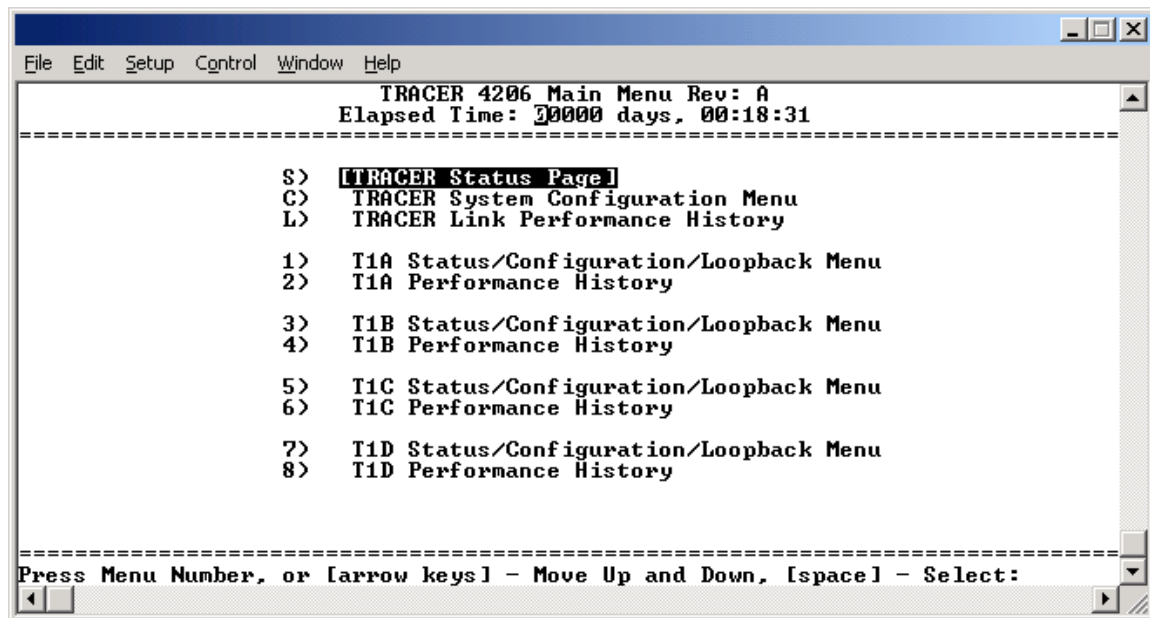 File Edit Setup Control Window Help
TRACER 4206 Main Menu Rev: A
Elapsed Time: 00000 days, 00:18:31
================================================================================
S) [TRACER Status Page]
C) TRACER System Configuration Menu
L) TRACER Link Performance History
1) T1A Status/Configuration/Loopback Menu
2) T1A Performance History
3) T1B Status/Configuration/Loopback Menu
4) T1B Performance History
5) T1C Status/Configuration/Loopback Menu
6) T1C Performance History
7) T1D Status/Configuration/Loopback Menu
8) T1D Performance History
================================================================================
Press Menu Number, or [arrow keys] - Move Up and Down, [space] - Select: